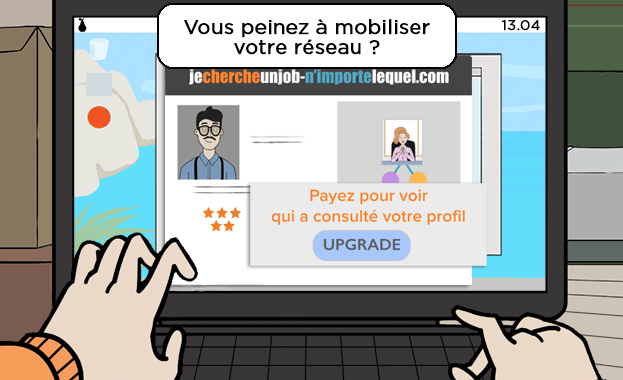 Vous peinez à mobiliser
votre réseau ?
13.04
jechercheunjob-n'importelequel.com
Payez pour voir
qui a consulté votre profil
UPGRADE